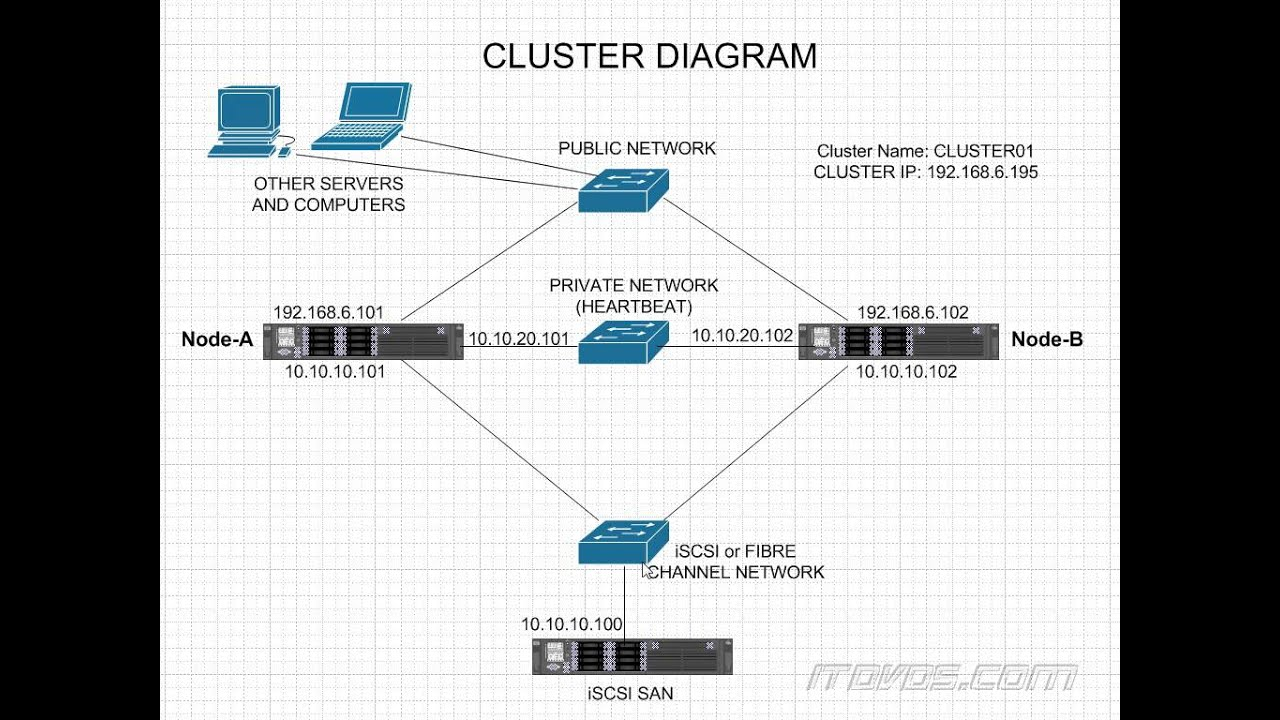 CLUSTER DIAGRAM
PUBLIC NETWORK
Cluster Name: CLUSTER01
CLUSTER IP: 192.168.6.195
OTHER SERVERS
AND COMPUTERS
PRIVATE NETWORK
(HEARTBEAT)
192.168.6.101
192.168.6.102
Node-A
10.10.20.101
10.10.20.102
Node-B
10.10.10.101
10.10.10.102
iSCSI or FIBRE
CHANNEL NETWORK
10.10.10.100
iSCSI SAN
ITdVds.com